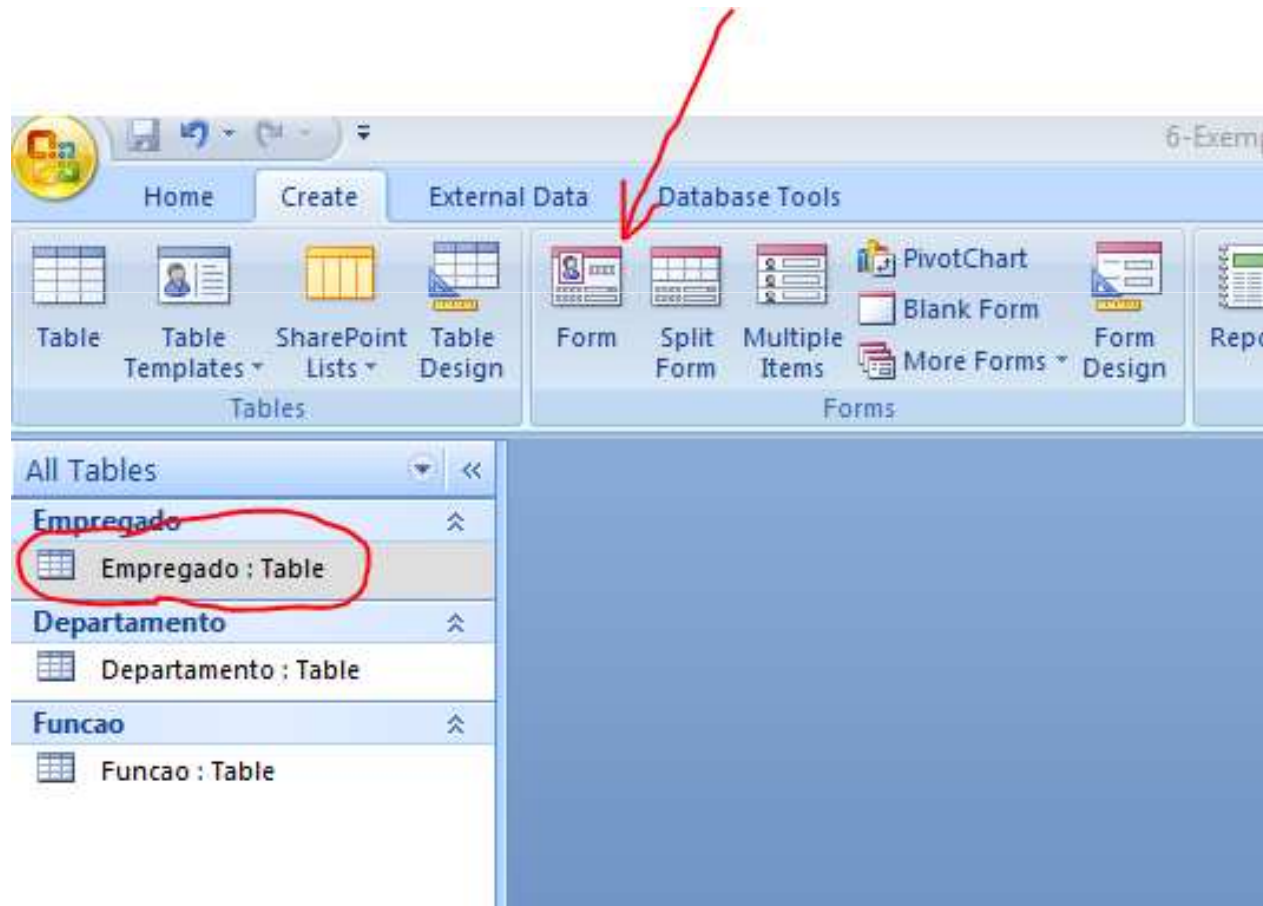 6-Exemp
Home Create External Data Database Tools
Table
Table Templates
SharePoint Lists
Table Design
Tables
Form
Split Form
Multiple Items
PivotChart
Blank Form
More Forms
Form Design
Forms
Repo
All Tables
Empregado
Empregado : Table
Departamento
Departamento : Table
Funcao
Funcao : Table